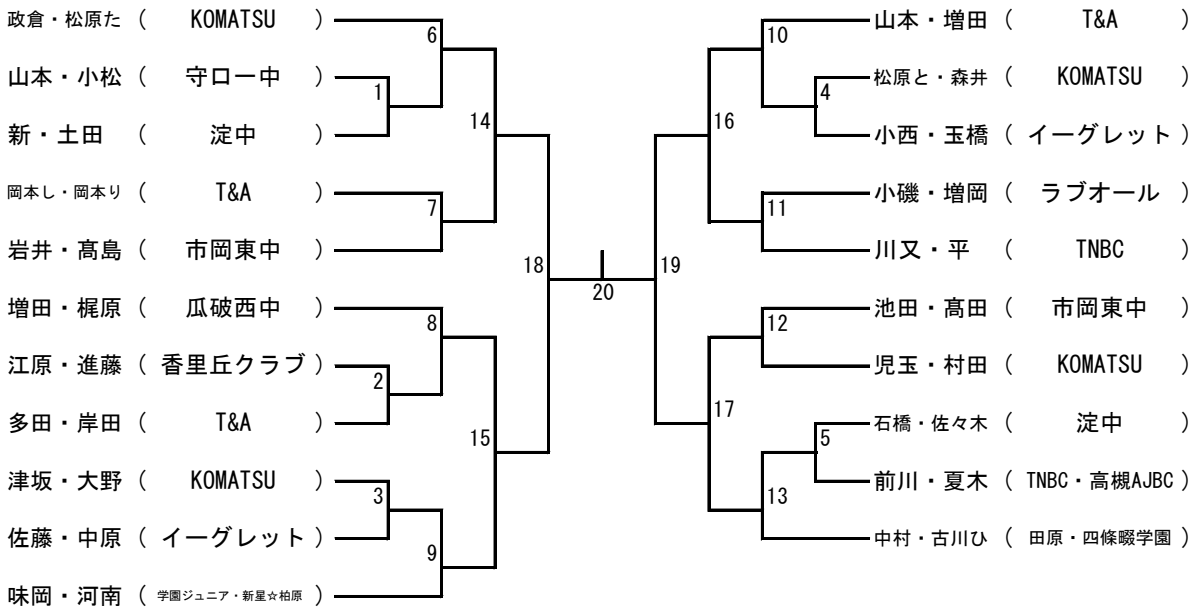 政倉・松原た ( KOMATSU )
山本・小松 ( 守口一中 )
新・土田 ( 淀中 )
岡本し・岡本り ( T&A )
岩井・髙島 ( 市岡東中 )
増田・梶原 ( 瓜破西中 )
江原・進藤 ( 香里丘クラブ )
多田・岸田 ( T&A )
津坂・大野 ( KOMATSU )
佐藤・中原 ( イーグレット )
味岡・河南 ( 学園ジュニア・新星☆柏原 )
1
2
3
6
7
8
9
14
15
18
20
19
16
17
10
11
12
13
4
5
山本・増田 ( T&A )
松原と・森井 ( KOMATSU )
小西・玉橋 ( イーグレット )
小磯・増岡 ( ラブオール )
川又・平 ( TNBC )
池田・髙田 ( 市岡東中 )
児玉・村田 ( KOMATSU )
石橋・佐々木 ( 淀中 )
前川・夏木 ( TNBC・高槻AJBC )
中村・古川ひ ( 田原・四條畷学園 )